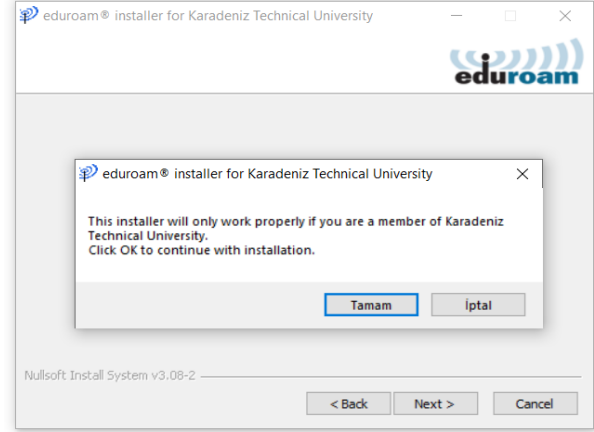 eduroam® installer for Karadeniz Technical University
eduroam
eduroam® installer for Karadeniz Technical University
This installer will only work properly if you are a member of Karadeniz
Technical University.
Click OK to continue with installation.
Tamam
İptal
Nullsoft Install System v3.08-2
< Back
Next >
Cancel